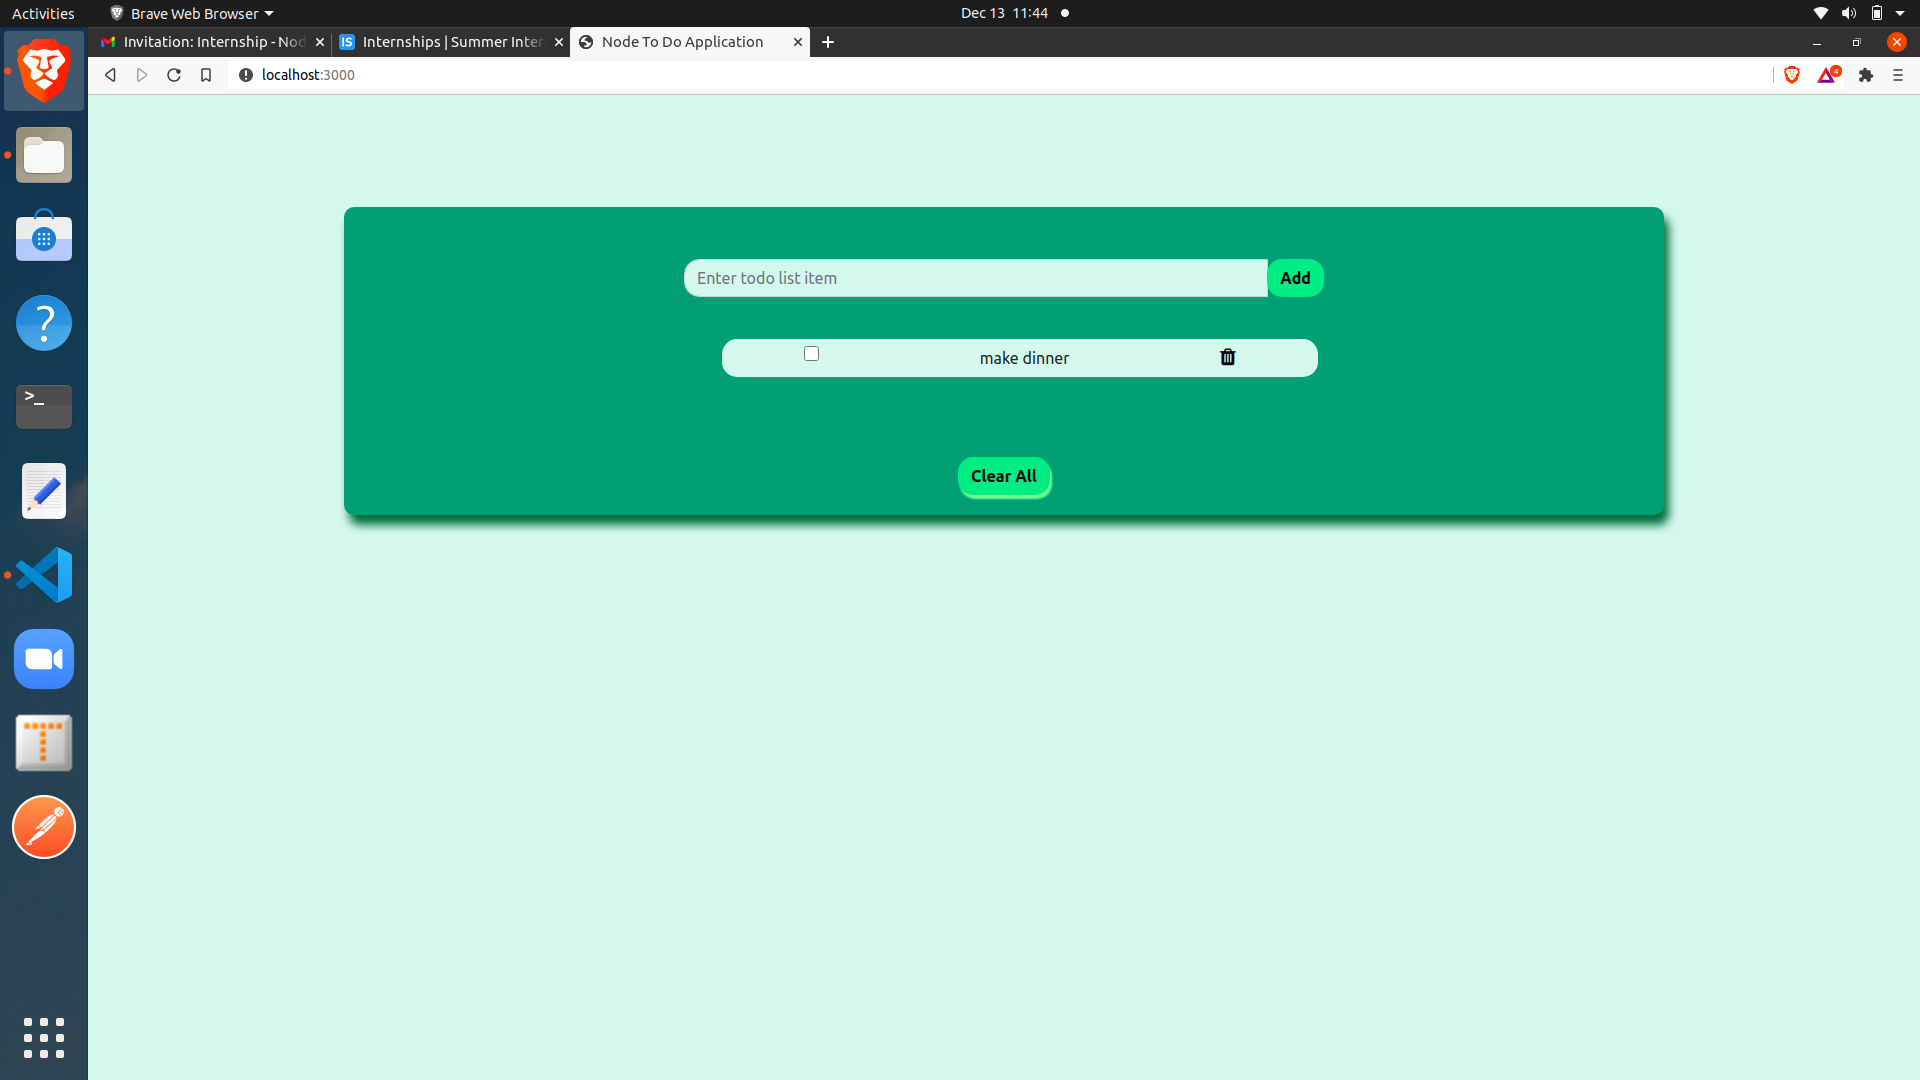 Activities
Brave Web Browser
Dec 13 11:44
Invitation: Internship - Nod
IS
Internships | Summer Inter
Node To Do Application
localhost:3000
4
Enter todo list item
Add
make dinner
Clear All
?
>_
T